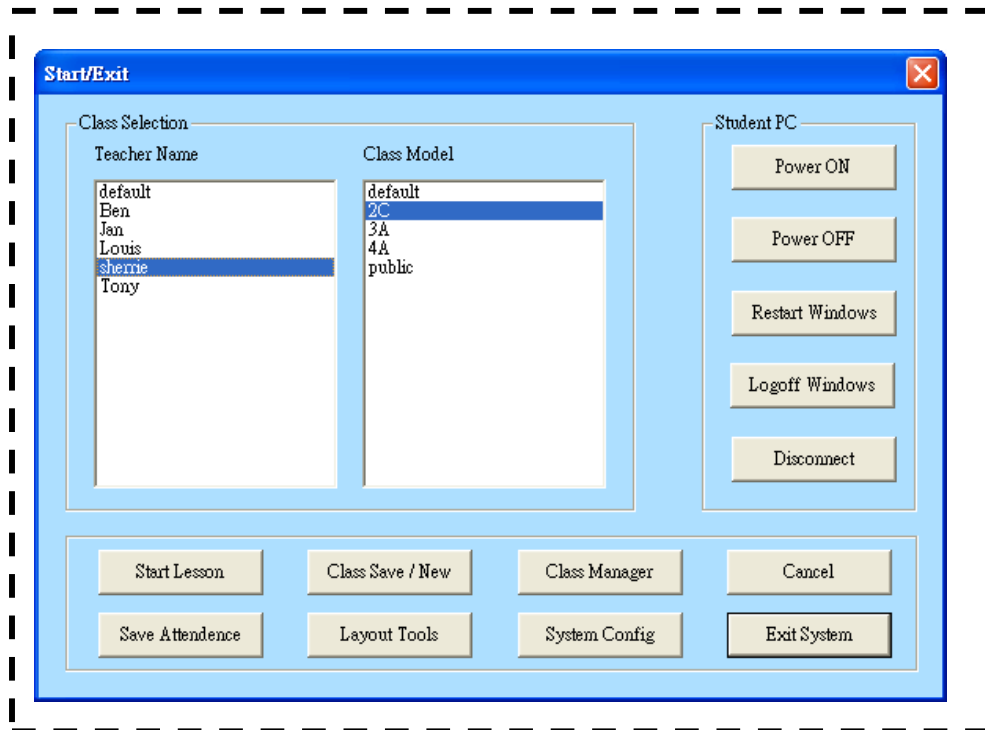 Start/Exit
Class Selection
Teacher Name
default
Ben
Jan
Louis
sherrie
Tony
Class Model
default
2C
3A
4A
public
Student PC
Power ON
Power OFF
Restart Windows
Logoff Windows
Disconnect
Start Lesson
Class Save / New
Class Manager
Cancel
Save Attendence
Layout Tools
System Config
Exit System